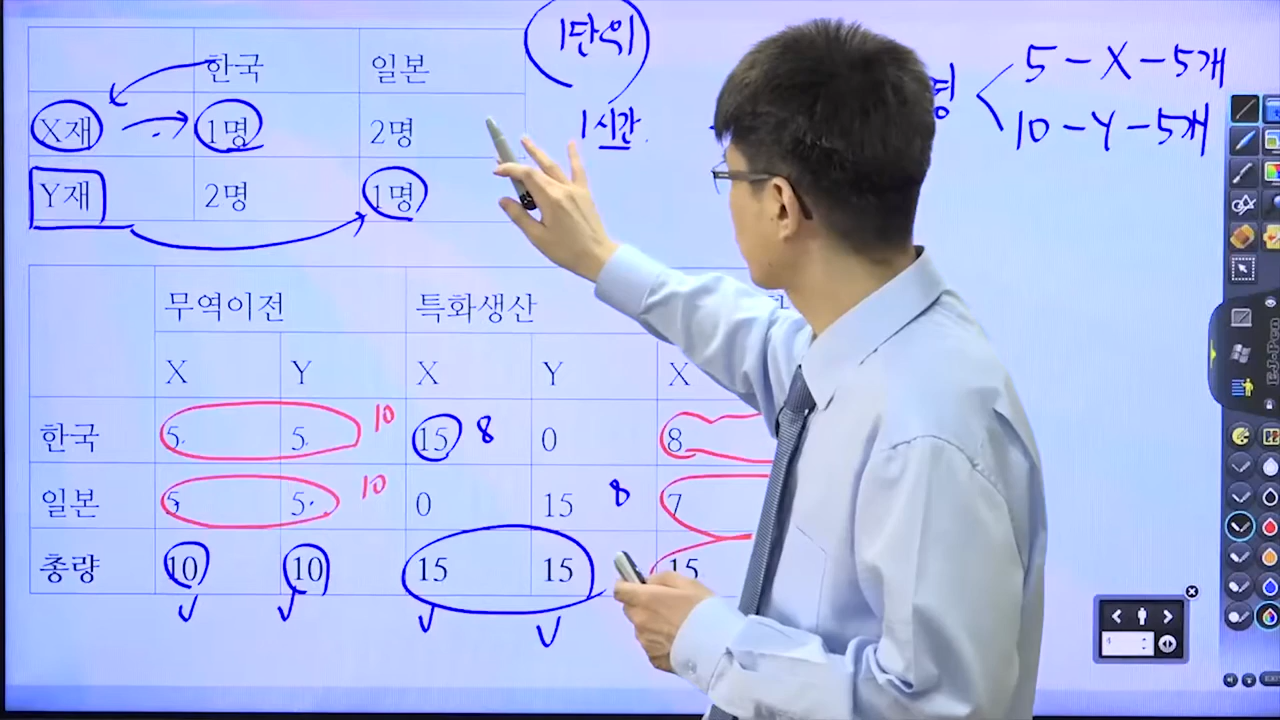 한국 일본
X재 1명 2명
Y재 2명 1명
1단위
1시간
명
5 - X - 5개
10 - Y - 5개
무역이전 특화생산
X Y X Y X
한국 5 5 10 15 8 0 8
일본 5 5 10 0 15 8 7
총량 10 10 15 15 15